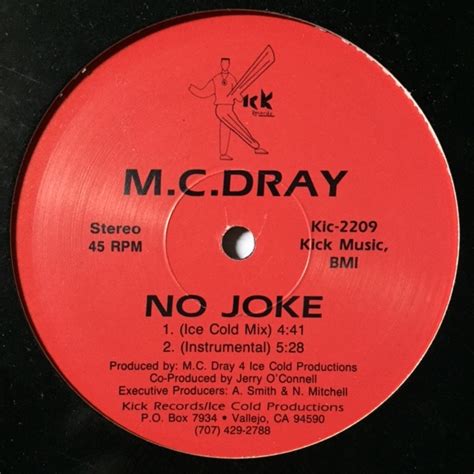 ICK
M.C.DRAY
Stereo
45 RPM
Kic-2209
Kick Music,
BMI
NO JOKE
1. (Ice Cold Mix) 4:41
2. (Instrumental) 5:28
Produced by: M.C. Dray 4 Ice Cold Productions
Co-Produced by Jerry O'Connell
Executive Producers: A. Smith & N. Mitchell
Kick Records/Ice Cold Productions
P.O. Box 7934 • Vallejo, CA 94590
(707) 429-2788